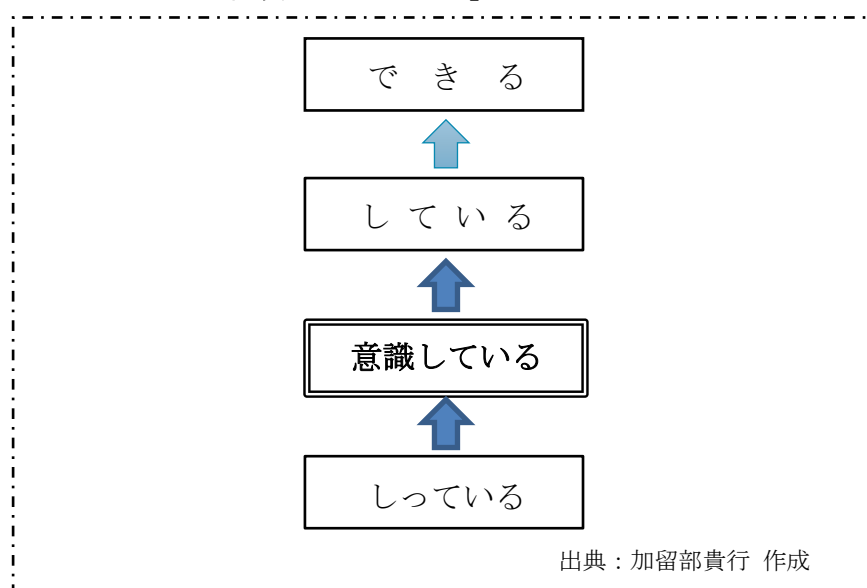 で き る
し て い る
意識している
しっている
出典：加留部貴行 作成